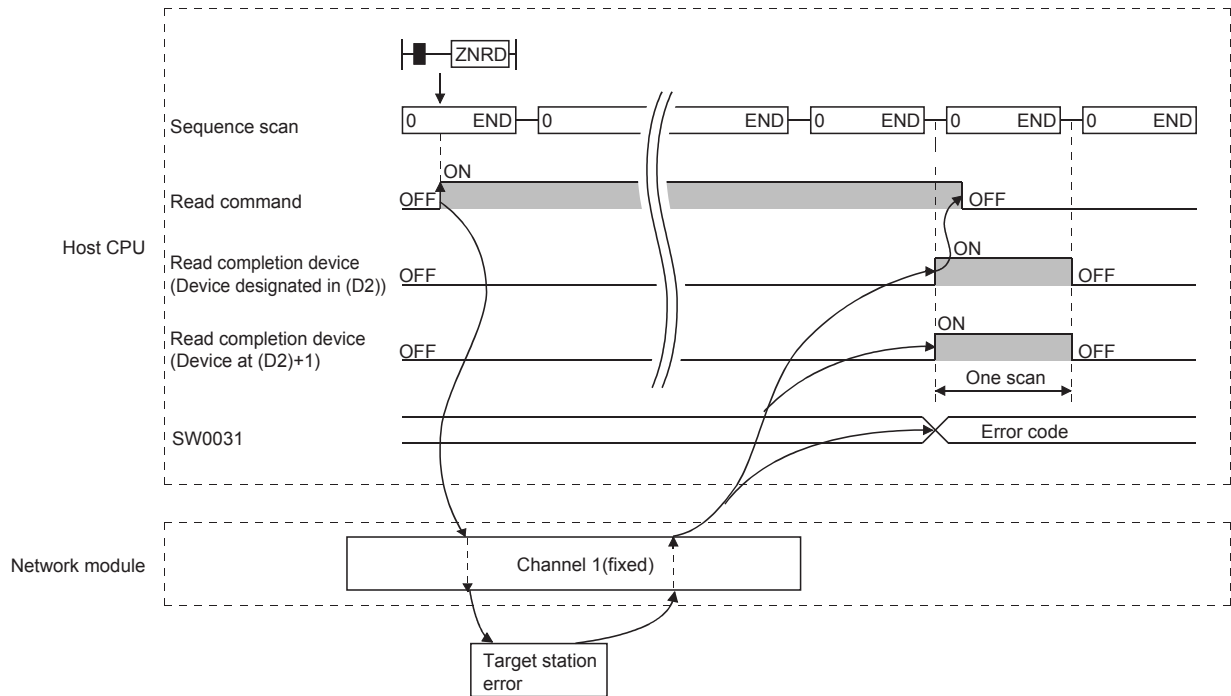 ZNRD
Sequence scan
0 END 0 END 0 END 0 END 0 END
ON
Read command
OFF OFF
Host CPU
ON
Read completion device
(Device designated in (D2))
OFF OFF
ON
Read completion device
(Device at (D2)+1)
OFF OFF
One scan
SW0031
Error code
Network module
Channel 1(fixed)
Target station
error